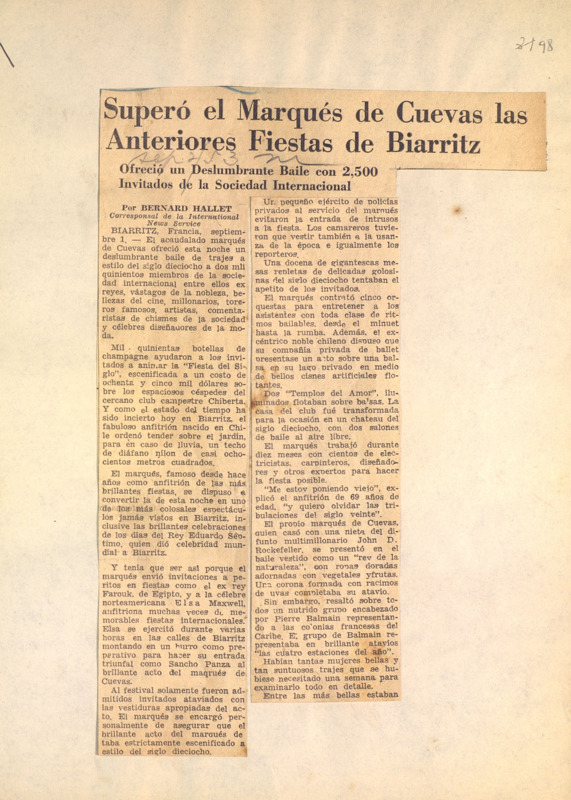 2198
Superó el Marqués de Cuevas las
Anteriores Fiestas de Biarritz
sep 2 53
Ofreció un Deslumbrante Baile con 2,500
Invitados de la Sociedad Internacional
Por BERNARD HALLET
Corresponsal de la International
News Service
BIARRITZ, Francia, septiem-
bre 1. — El acaudalado marqués
de Cuevas ofreció esta noche un
deslumbrante baile de trajes a
estilo del siglo dieciocho a dos mil
quinientos miembros de la socie-
dad internacional entre ellos ex
reyes, vástagos de la nobleza, be-
llezas del cine, millonarios, tore-
ros famosos, artistas, comenta-
ristas de chismes de la sociedad
y célebres diseñadores de la mo-
da.
Mil quinientas botellas de
champagne ayudaron a los invi-
tados a animar la "Fiesta del Si-
glo", escenificada a un costo de
ochenta y cinco mil dólares so-
bre los espaciosos céspedes del
cercano club campestre Chiberta.
Y como el estado del tiempo ha
sido incierto hoy en Biarritz, el
fabuloso anfitrión nacido en Chi-
le ordenó tender sobre el jardín,
para en caso de lluvia, un techo
de diáfano nilon de casi ocho-
cientos metros cuadrados.
El marqués, famoso desde hace
años como anfitrión de las más
brillantes fiestas, se dispuso a
convertir la de esta noche en uno
de los más colosales espectácu-
los jamás vistos en Biarritz, in-
clusive las brillantes celebraciones
de los días del Rey Eduardo Sép-
timo, quien dió celebridad mun-
dial a Biarritz.
Y tenía que ser así porque el
marqués envió invitaciones a pe-
ritos en fiestas como el ex rey
Farouk, de Egipto, y a la célebre
norteamericana Elsa Maxwell,
anfitriona muchas veces de me-
morables fiestas internacionales.
Elsa se ejercitó durante varias
horas en las calles de Biarritz
montando en un burro como pre-
perativo para hacer su entrada
triunfal como Sancho Panza al
brillante acto del maqués de
Cuevas.
Al festival solamente fueron ad-
mitidos invitados ataviados con
las vestiduras apropiadas del ac-
to. El marqués se encargó per-
sonalmente de asegurar que el
brillante acto del marqués de
taba estrictamente escenificado a
estilo del siglo dieciocho.
Un pequeño ejército de policías
privados al servicio del marqués
evitaron la entrada de intrusos
a la fiesta. Los camareros tuvie-
ron que vestir también a la usan-
za de la época e igualmente los
reporteros.
Una docena de gigantescas me-
sas renletas de delicadas golosi-
nas del siglo dieciocho tentaban el
apetito de los invitados.
El marqués contrató cinco or-
questas para entretener a los
asistentes con toda clase de rit-
mos bailables, desde el minuet
hasta la rumba. Además, el ex-
céntrico noble chileno dispuso que
su compañía privada de ballet
presentase un acto sobre una bal-
sa en su lago privado en medio
de bellos cisnes artificiales flo-
tantes.
Dos "Templos del Amor", ilu-
minados flotaban sobre balsas. La
casa del club fué transformada
para la ocasión en un chateau del
siglo dieciocho, con dos salones
de baile al aire libre.
El marqués trabajó durante
diez meses con cientos de elec-
tricistas, carpinteros, diseñado-
res y otros expertos para hacer
la fiesta posible.
"Me estoy poniendo viejo", ex-
plicó el anfitrión de 69 años de
edad, "y quiero olvidar las tri-
bulaciones del siglo veinte".
El propio marqués de Cuevas,
quien casó con una nieta del di-
funto multimillonario John D.
Rockefeller, se presentó en el
baile vestido como un "rey de la
naturaleza", con ropas doradas
adornadas con vegetales yfrutas.
Una corona formada con racimos
de uvas completaba su atavío.
Sin embargo, resaltó sobre to-
dos un nutrido grupo encabezado
por Pierre Balmain representan-
do a las colonias francesas del
Caribe. El grupo de Balmain re-
presentaba en brillante atavíos
"las cuatro estaciones del año".
Habían tantas mujeres bellas y
tan suntuosos trajes que se hu-
biese necesitado una semana para
examinarlo todo en detalle.
Entre las más bellas estaban